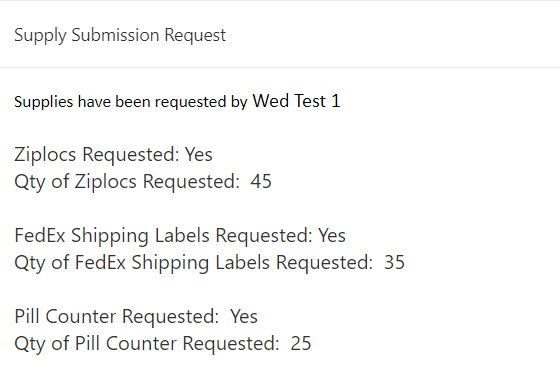 Supply Submission Request
Supplies have been requested by Wed Test 1
Ziplocs Requested: Yes
Qty of Ziplocs Requested:  45
FedEx Shipping Labels Requested: Yes
Qty of FedEx Shipping Labels Requested:  35
Pill Counter Requested:  Yes
Qty of Pill Counter Requested:  25